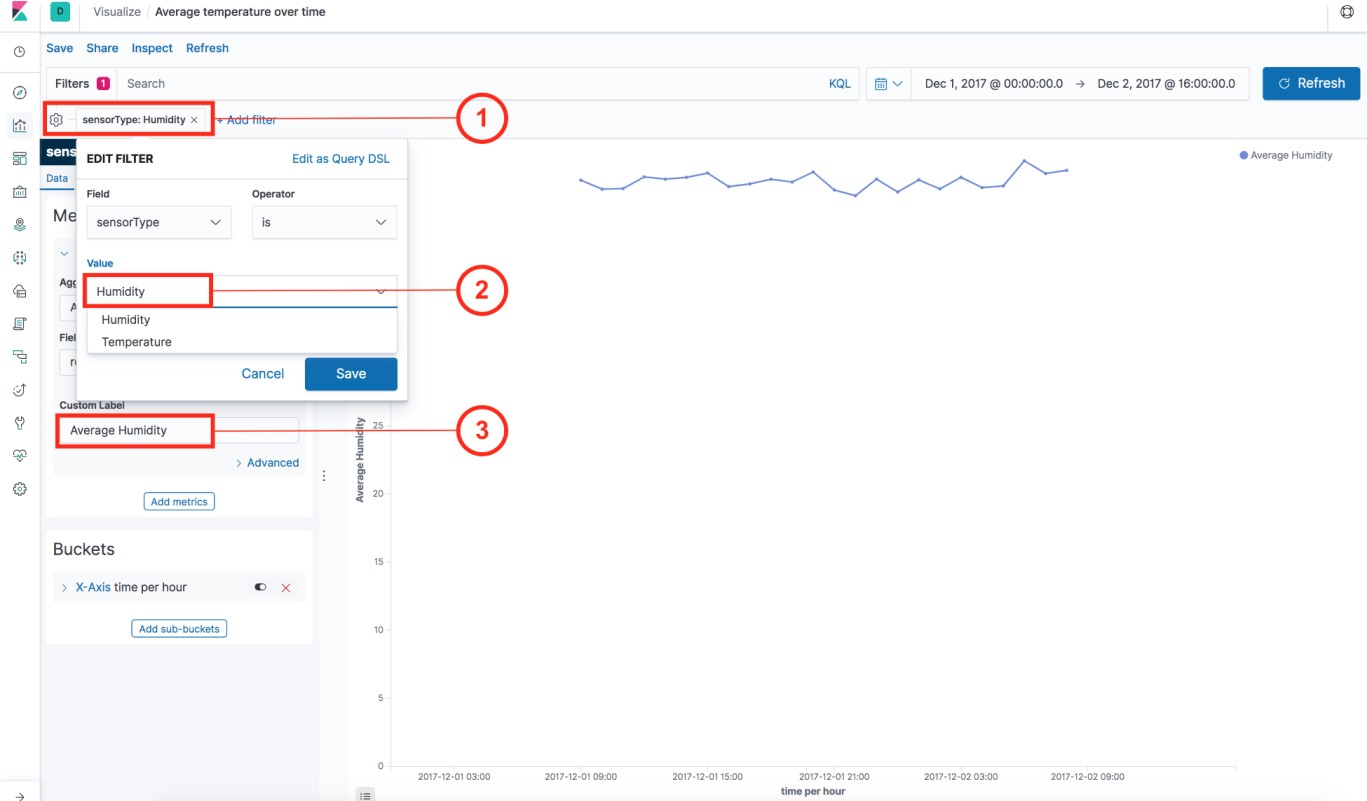 D Visualize / Average temperature over time
Save Share Inspect Refresh
Filters 1 Search KQL Dec 1, 2017 @ 00:00:00.0 → Dec 2, 2017 @ 16:00:00.0 Refresh
sensorType: Humidity × + Add filter 1
sens EDIT FILTER Edit as Query DSL Average Humidity
Data Field Operator
Me sensorType is
Value
Agg Humidity 2
A Humidity
Fiel Temperature
r Cancel Save
Custom Label
Average Humidity 3
Advanced
Add metrics
Buckets
X-Axis time per hour
Add sub-buckets
Average Humidity
25
20
15
10
5
0
2017-12-01 03:00 2017-12-01 09:00 2017-12-01 15:00 2017-12-01 21:00 2017-12-02 03:00 2017-12-02 09:00
time per hour